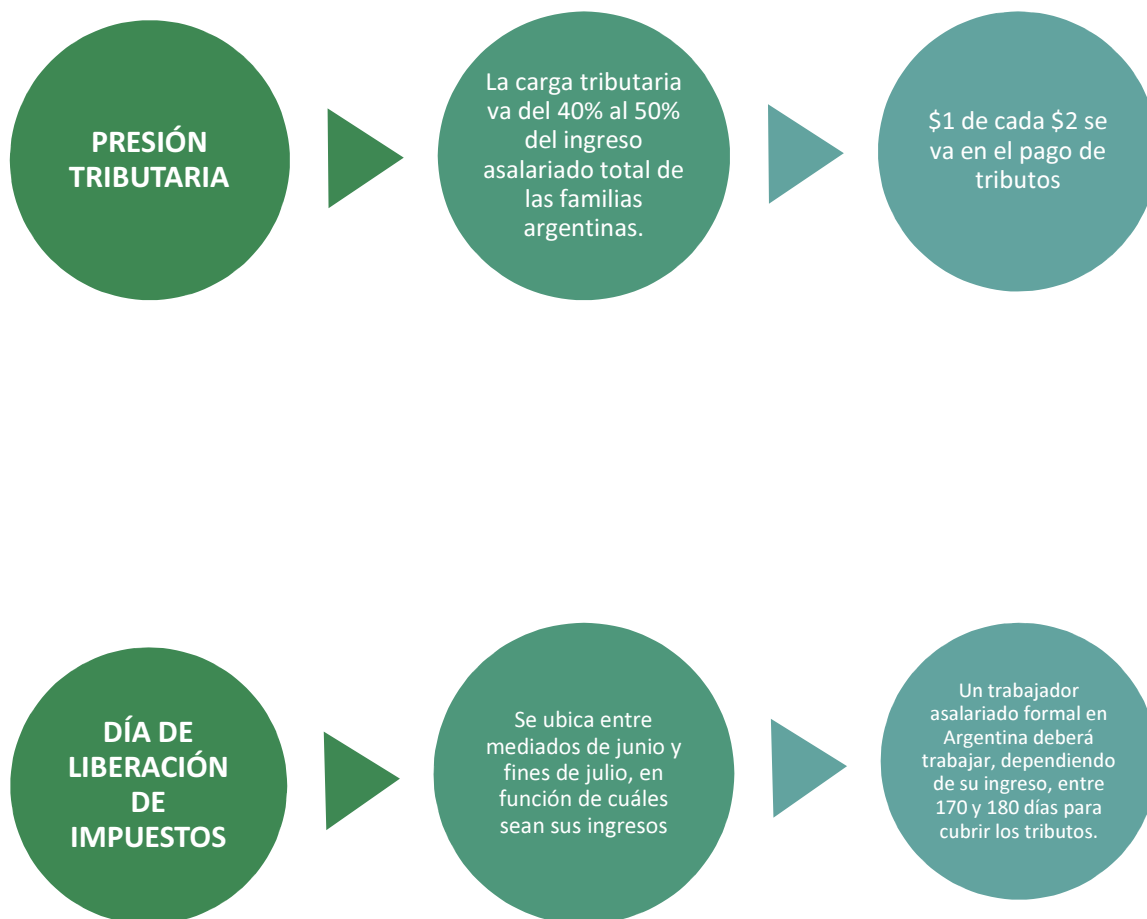 PRESIÓN
TRIBUTARIA
La carga tributaria
va del 40% al 50%
del ingreso
asalariado total de
las familias
argentinas.
$1 de cada $2 se
va en el pago de
tributos
DÍA DE
LIBERACIÓN
DE
IMPUESTOS
Se ubica entre
mediados de junio y
fines de julio, en
función de cuáles
sean sus ingresos
Un trabajador
asalariado formal en
Argentina deberá
trabajar, dependiendo
de su ingreso, entre
170 y 180 días para
cubrir los tributos.